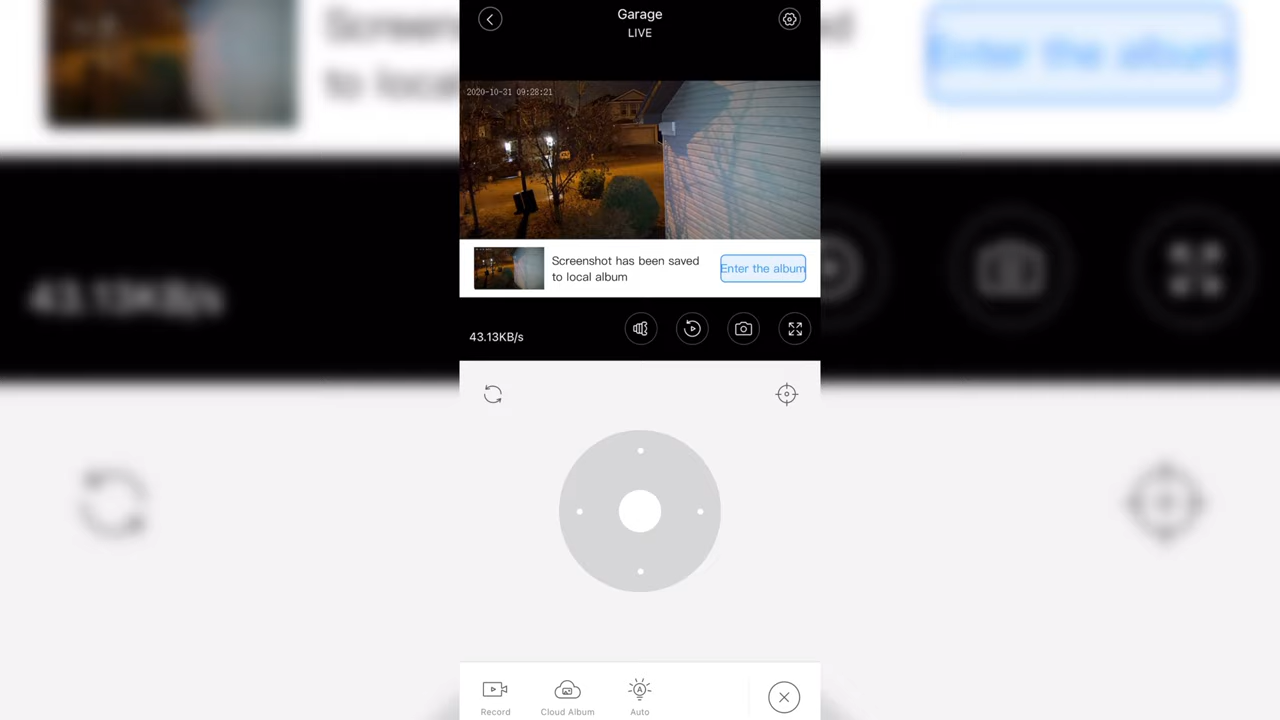 Garage
LIVE
2020-10-31 09:28:21
Screenshot has been saved
to local album
Enter the album
43.13KB/s
A
Record
Cloud Album
Auto